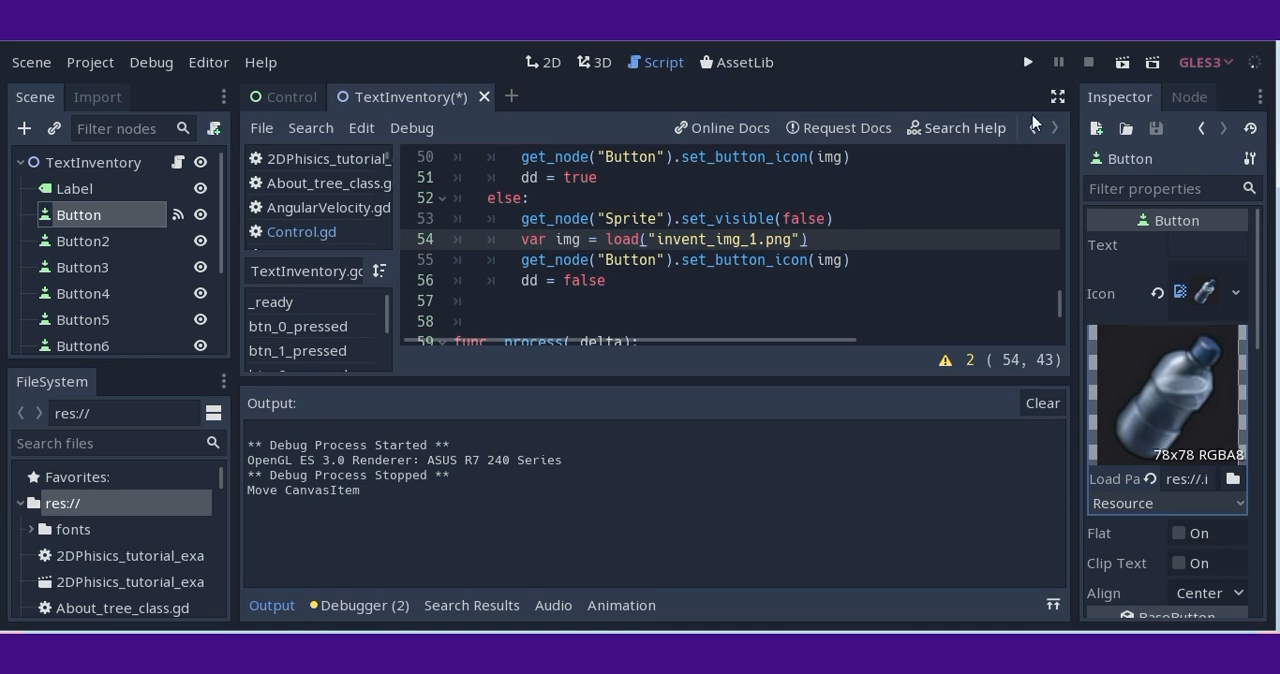 Scene Project Debug Editor Help 2D 3D Script AssetLib GLES3
Scene Import
Filter nodes
TextInventory
Label
Button
Button2
Button3
Button4
Button5
Button6
FileSystem
res://
Search files
Favorites:
res://
fonts
2DPhisics_tutorial_exa
2DPhisics_tutorial_exa
About_tree_class.gd
Control TextInventory(*)
File Search Edit Debug Online Docs Request Docs Search Help
2DPhisics_tutorial_
About_tree_class.g
AngularVelocity.gd
Control.gd
TextInventory.gd
_ready
btn_0_pressed
btn_1_pressed
50 get_node("Button").set_button_icon(img)
51 dd = true
52 else:
53 get_node("Sprite").set_visible(false)
54 var img = load("invent_img_1.png")
55 get_node("Button").set_button_icon(img)
56 dd = false
57
58
59 func _process(_delta):
2 ( 54, 43)
Output: Clear
** Debug Process Started **
OpenGL ES 3.0 Renderer: ASUS R7 240 Series
** Debug Process Stopped **
Move CanvasItem
Output Debugger (2) Search Results Audio Animation
Inspector Node
Button
Filter properties
Button
Text
Icon
78x78 RGBA8
Load Pa res://.i
Resource
Flat On
Clip Text On
Align Center
BaseButton